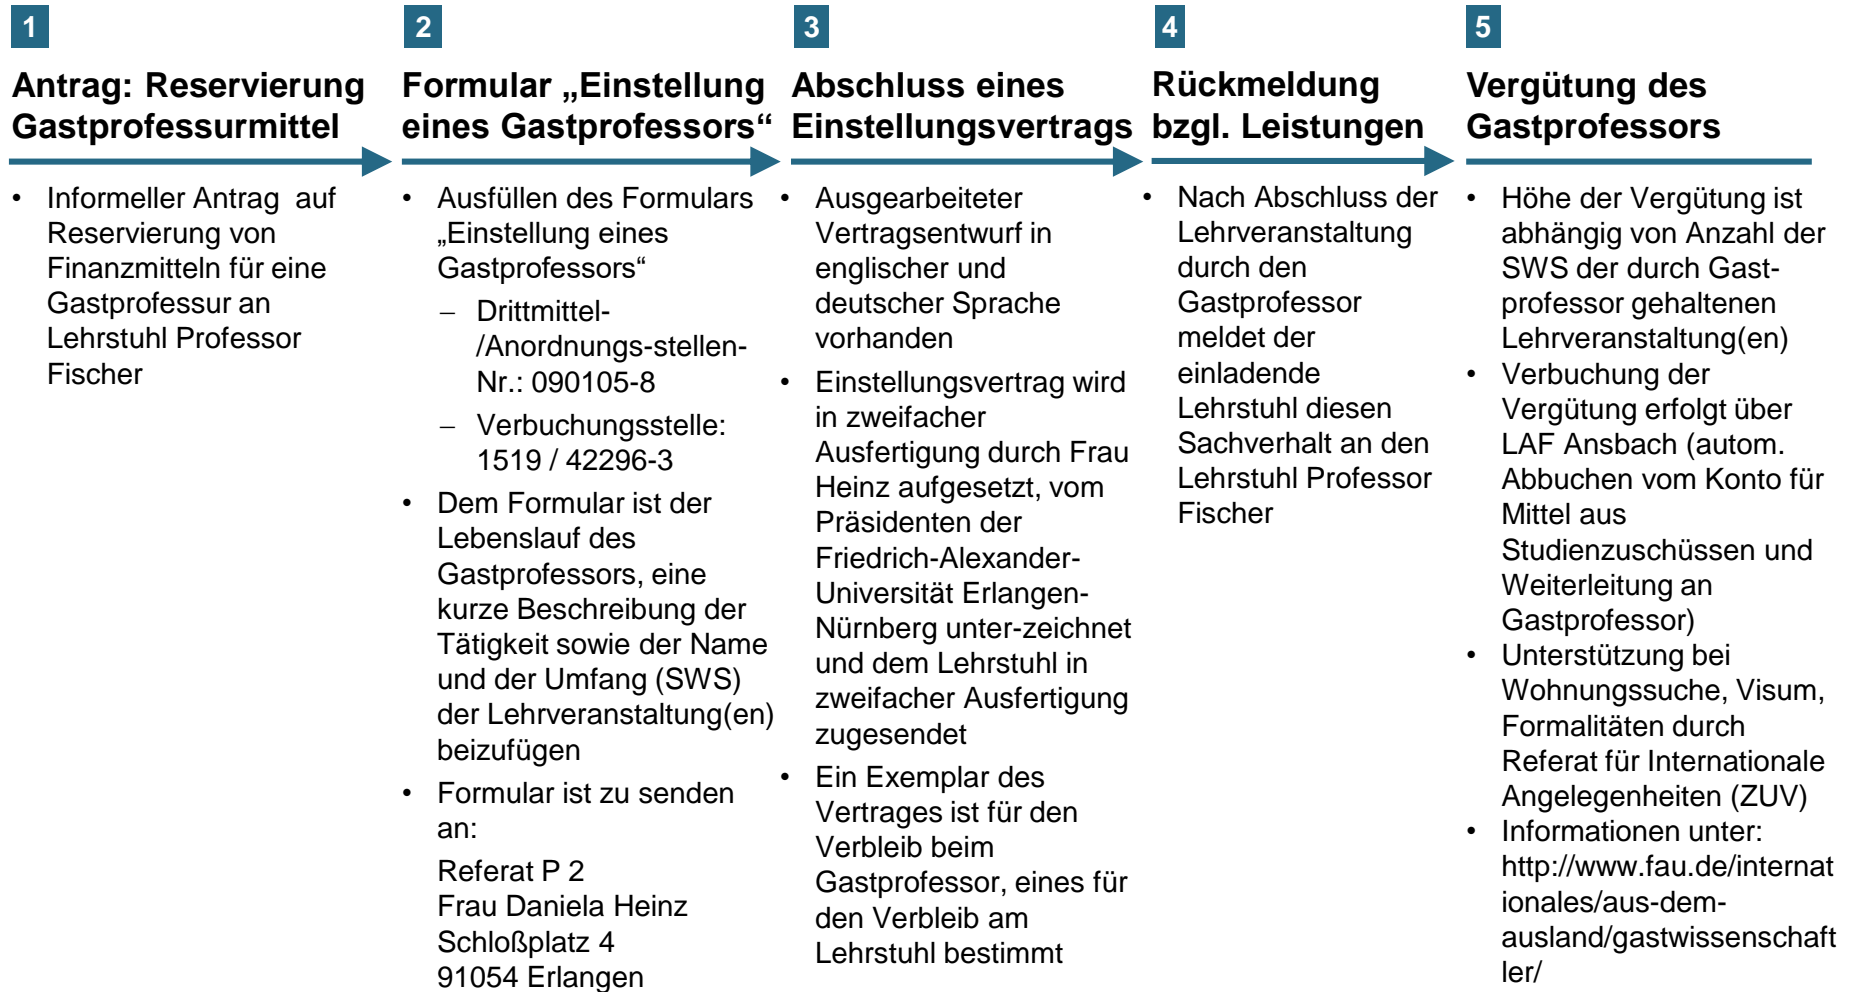 1
Antrag: Reservierung
Gastprofessurmittel
• Informeller Antrag  auf
Reservierung von
Finanzmitteln für eine
Gastprofessur an
Lehrstuhl Professor
Fischer
2
Formular „Einstellung
eines Gastprofessors“
• Ausfüllen des Formulars
„Einstellung eines
Gastprofessors“
– Drittmittel-
/Anordnungs-stellen-
Nr.: 090105-8
– Verbuchungsstelle:
1519 / 42296-3
• Dem Formular ist der
Lebenslauf des
Gastprofessors, eine
kurze Beschreibung der
Tätigkeit sowie der Name
und der Umfang (SWS)
der Lehrveranstaltung(en)
beizufügen
• Formular ist zu senden
an:
Referat P 2
Frau Daniela Heinz
Schloßplatz 4
91054 Erlangen
3
Abschluss eines
Einstellungsvertrags
• Ausgearbeiteter
Vertragsentwurf in
englischer und
deutscher Sprache
vorhanden
• Einstellungsvertrag wird
in zweifacher
Ausfertigung durch Frau
Heinz aufgesetzt, vom
Präsidenten der
Friedrich-Alexander-
Universität Erlangen-
Nürnberg unter-zeichnet
und dem Lehrstuhl in
zweifacher Ausfertigung
zugesendet
• Ein Exemplar des
Vertrages ist für den
Verbleib beim
Gastprofessor, eines für
den Verbleib am
Lehrstuhl bestimmt
4
Rückmeldung
bzgl. Leistungen
• Nach Abschluss der
Lehrveranstaltung
durch den
Gastprofessor
meldet der
einladende
Lehrstuhl diesen
Sachverhalt an den
Lehrstuhl Professor
Fischer
5
Vergütung des
Gastprofessors
• Höhe der Vergütung ist
abhängig von Anzahl der
SWS der durch Gast-
professor gehaltenen
Lehrveranstaltung(en)
• Verbuchung der
Vergütung erfolgt über
LAF Ansbach (autom.
Abbuchen vom Konto für
Mittel aus
Studienzuschüssen und
Weiterleitung an
Gastprofessor)
• Unterstützung bei
Wohnungssuche, Visum,
Formalitäten durch
Referat für Internationale
Angelegenheiten (ZUV)
• Informationen unter:
http://www.fau.de/internat
ionales/aus-dem-
ausland/gastwissenschaft
ler/